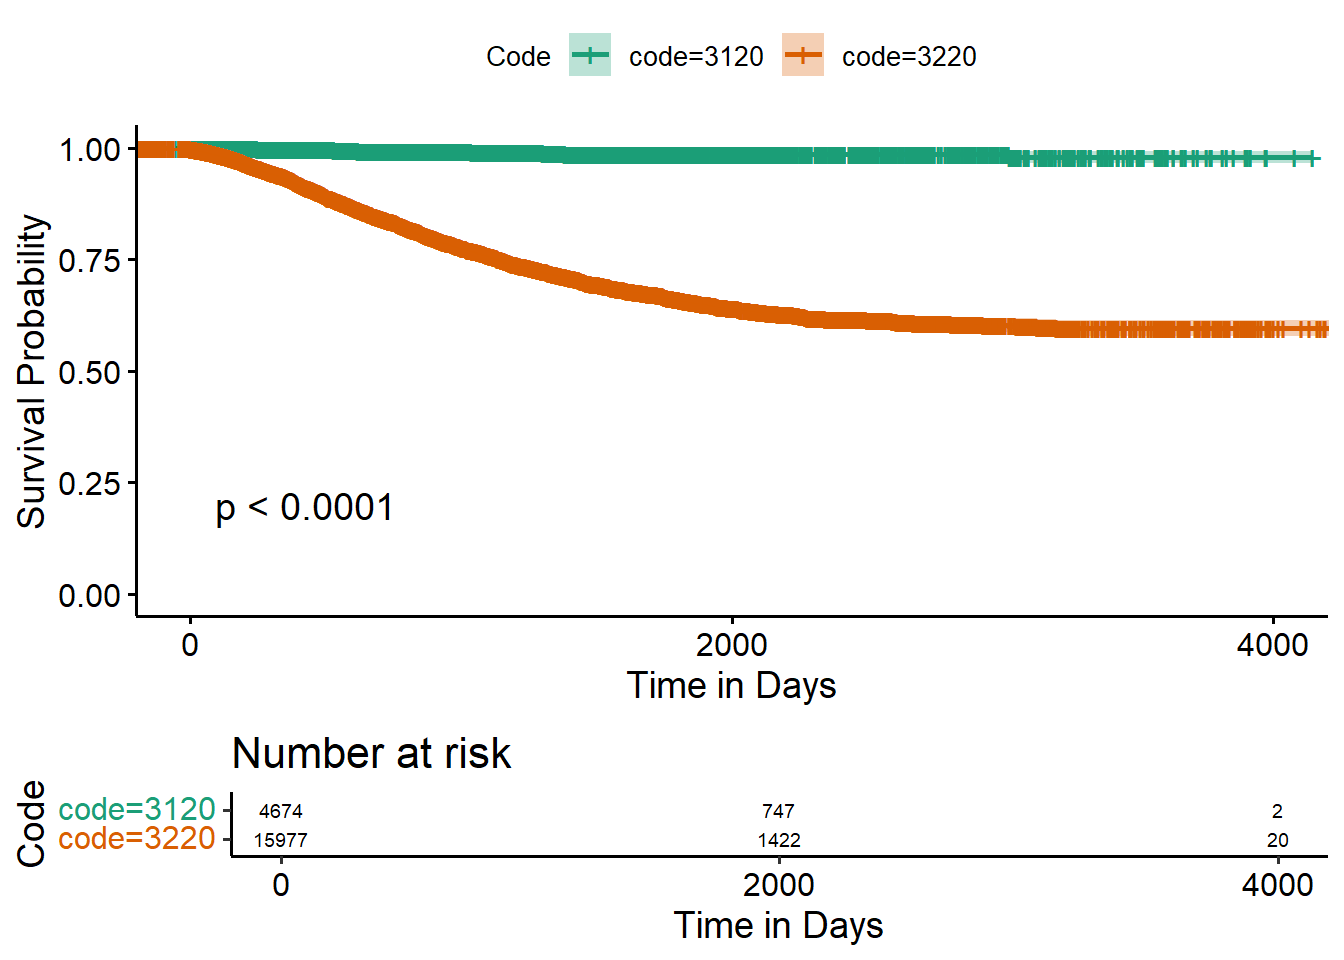 Code code=3120 code=3220
Survival Probability
1.00
0.75
0.50
0.25
0.00
p < 0.0001
0 2000 4000
Time in Days
Number at risk
Code
code=3120 4674 747 2
code=3220 15977 1422 20
0 2000 4000
Time in Days